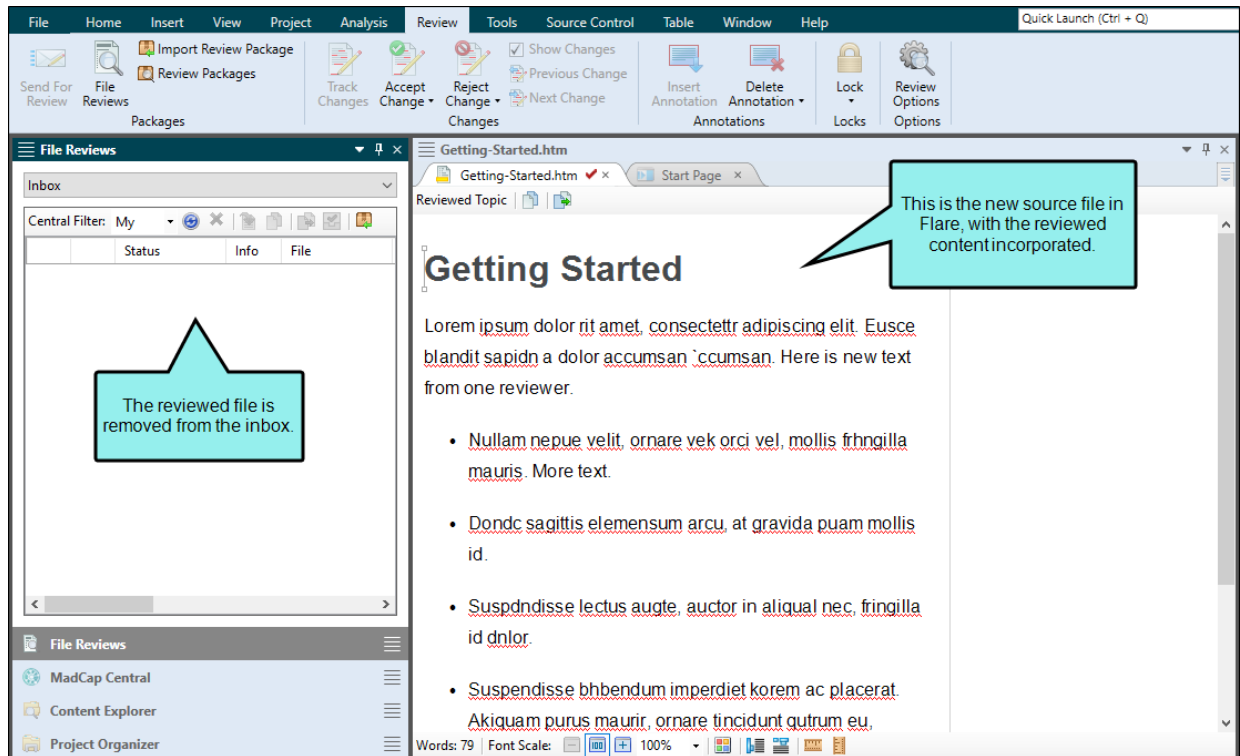 File Home Insert View Project Analysis Review Tools Source Control Table Window Help Quick Launch (Ctrl + Q)
Send For Review
File Reviews
Import Review Package
Review Packages
Packages
Track Changes
Accept Change
Reject Change
Show Changes
Previous Change
Next Change
Changes
Insert Annotation
Delete Annotation
Annotations
Lock
Locks
Review Options
Options
File Reviews
Inbox
Central Filter: My
Status Info File
The reviewed file is
removed from the inbox.
File Reviews
MadCap Central
Content Explorer
Project Organizer
Getting-Started.htm
Getting-Started.htm Start Page
Reviewed Topic
This is the new source file in
Flare, with the reviewed
content incorporated.
Getting Started
Lorem ipsum dolor rit amet, consectettr adipiscing elit. Eusce
blandit sapidn a dolor accumsan `ccumsan. Here is new text
from one reviewer.
• Nullam nepue velit, ornare vek orci vel, mollis frhngilla
mauris. More text.
• Dondc sagittis elemensum arcu, at gravida puam mollis
id.
• Suspdndisse lectus augte, auctor in aliqual nec, fringilla
id dnlor.
• Suspendisse bhbendum imperdiet korem ac placerat.
Akiquam purus maurir, ornare tincidunt qutrum eu,
Words: 79 Font Scale: 100 100%